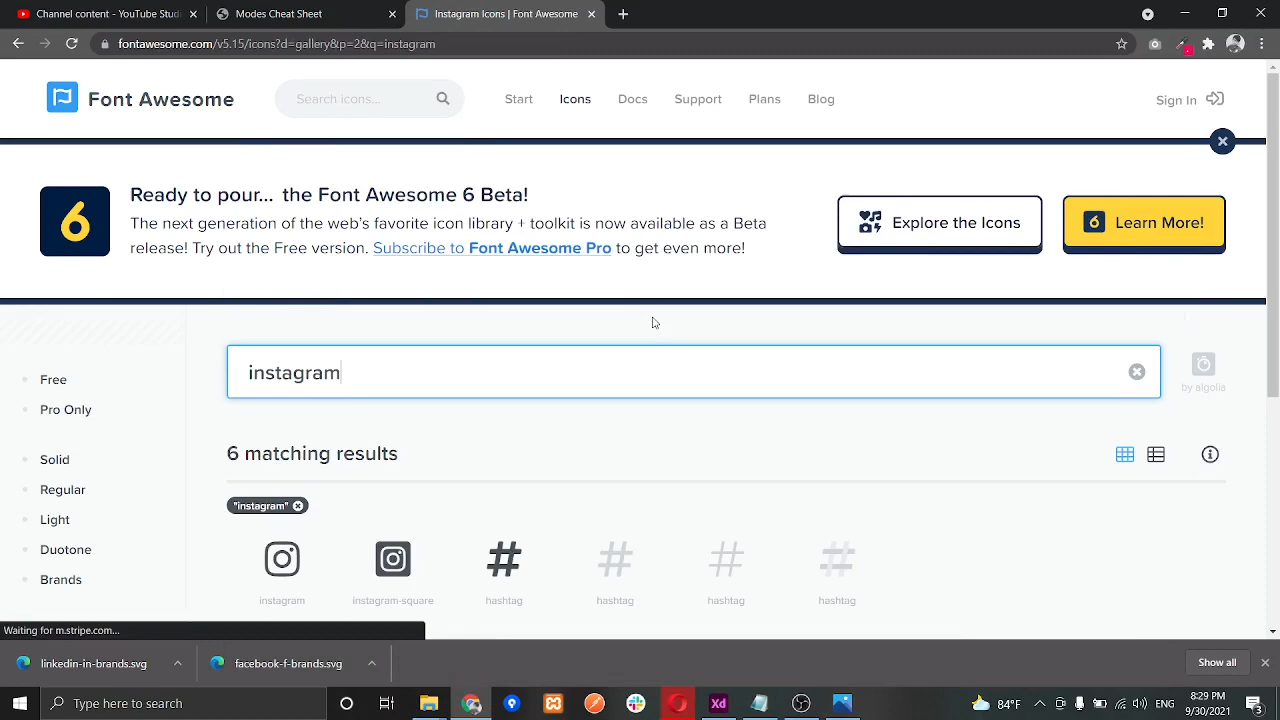 Channel content - YouTube Studi
Modes Cheat Sheet
Instagram Icons | Font Awesome
fontawesome.com/v5.15/icons?d=gallery&p=2&q=instagram
Font Awesome
Search icons...
Start
Icons
Docs
Support
Plans
Blog
Sign In
6
Ready to pour... the Font Awesome 6 Beta!
The next generation of the web's favorite icon library + toolkit is now available as a Beta
release! Try out the Free version. Subscribe to Font Awesome Pro to get even more!
Explore the Icons
6 Learn More!
instagram
by algolia
Free
Pro Only
Solid
Regular
Light
Duotone
Brands
6 matching results
"instagram"
instagram
instagram-square
hashtag
hashtag
hashtag
hashtag
Waiting for m.stripe.com...
linkedin-in-brands.svg
facebook-f-brands.svg
Show all
Type here to search
Xd
84°F
8:29 PM
9/30/2021
3